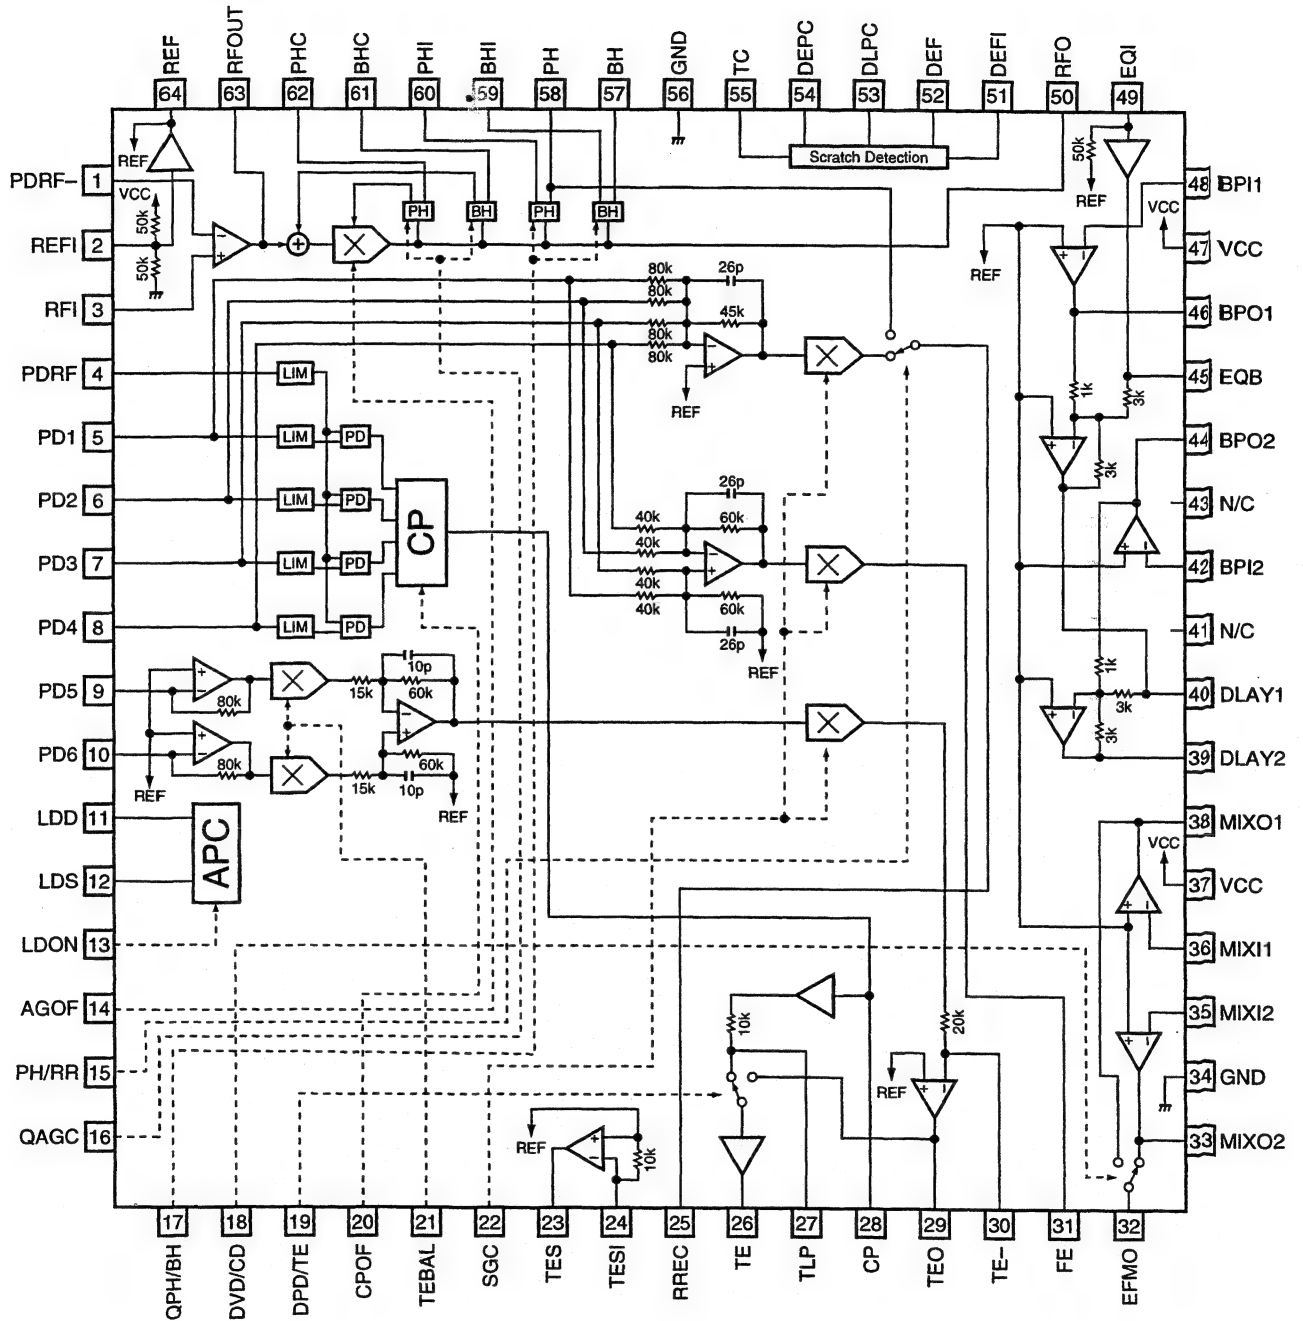 REF
RFOUT
PHC
BHC
PHI
BHI
PH
BH
GND
TC
DEPC
DLPC
DEF
DEFI
RFO
EQI
64
63
62
61
60
59
58
57
56
55
54
53
52
51
50
49
REF
Scratch Detection
50k
REF
PDRF- 1
VCC
50k
48 BPI1
VCC
PH
BH
PH
BH
REFI 2
50k
− +
+
×
REF
− +
47 VCC
RFI 3
80k
80k
80k
80k
26p
45k
− +
REF
×
46 BPO1
PDRF 4
LIM
1k
3k
45 EQB
PD1 5
LIM
PD
+ −
3k
44 BPO2
PD2 6
LIM
PD
CP
26p
60k
40k
40k
40k
40k
− +
60k
26p
REF
×
43 N/C
+ −
PD3 7
LIM
PD
42 BPI2
PD4 8
LIM
PD
41 N/C
PD5 9
+ −
80k
×
15k
10p
60k
− +
×
1k
3k
40 DLAY1
+ −
3k
PD6 10
+ −
80k
×
15k
60k
10p
REF
REF
39 DLAY2
LDD 11
APC
38 MIXO1
VCC
LDS 12
37 VCC
+ −
LDON 13
36 MIXI1
AGOF 14
10k
20k
35 MIXI2
+ −
PH/RR 15
REF
+ −
34 GND
QAGC 16
REF
+ −
10k
33 MIXO2
17
18
19
20
21
22
23
24
25
26
27
28
29
30
31
32
QPH/BH
DVD/CD
DPD/TE
CPOF
TEBAL
SGC
TES
TESI
RREC
TE
TLP
CP
TEO
TE-
FE
EFMO